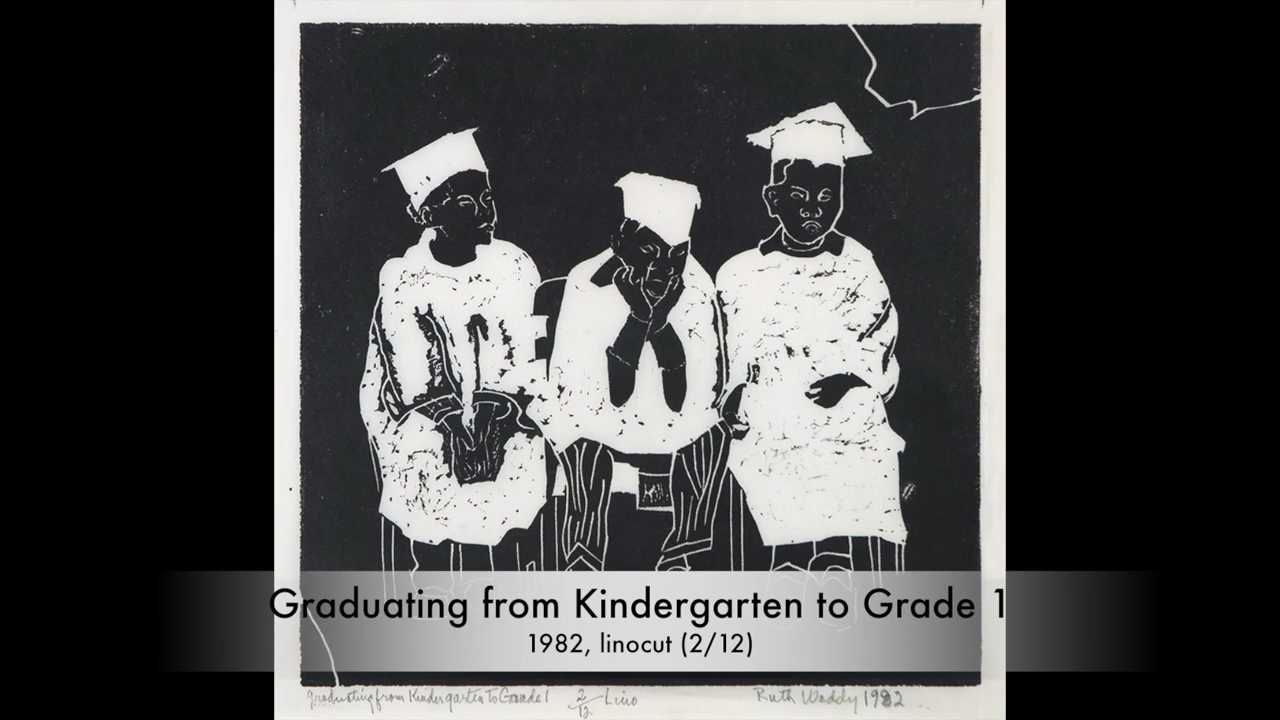 Graduating from Kindergarten to Grade 1
1982, linocut (2/12)
Graduating from Kindergarten to Grade 1 2/12 Lino Ruth Waddy 1982